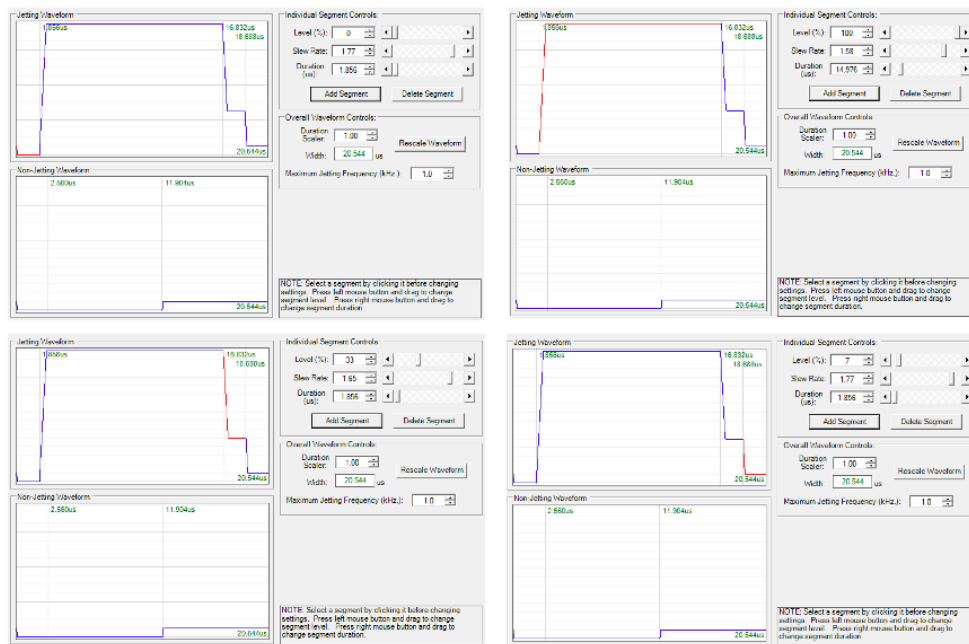 Jetting Waveform
1.856us
16.832us
18.688us
20.544us
Individual Segment Controls:
Level (%): 0
Slew Rate: 1.77
Duration (us): 1.856
Add Segment
Delete Segment
Overall Waveform Controls:
Duration Scaler: 1.00
Rescale Waveform
Width: 20.544 us
Maximum Jetting Frequency (kHz.): 1.0
Non-Jetting Waveform
11.904us
20.544us
NOTE: Select a segment by clicking it before changing
settings. Press left mouse button and drag to change
segment level. Press right mouse button and drag to
change segment duration.
Jetting Waveform
16.832us
18.688us
20.544us
Individual Segment Controls:
Level (%): 100
Slew Rate: 1.58
Duration (us): 14.976
Add Segment
Delete Segment
Overall Waveform Controls:
Duration Scaler: 1.00
Rescale Waveform
Width: 20.544 us
Maximum Jetting Frequency (kHz.): 1.0
Non-Jetting Waveform
11.904us
20.544us
NOTE: Select a segment by clicking it before changing
settings. Press left mouse button and drag to change
segment level. Press right mouse button and drag to
change segment duration.
Jetting Waveform
16.832us
20.544us
Individual Segment Controls:
Level (%): 33
Slew Rate: 1.65
Duration (us): 1.856
Add Segment
Delete Segment
Overall Waveform Controls:
Duration Scaler: 1.00
Rescale Waveform
Width: 20.544 us
Maximum Jetting Frequency (kHz.): 1.0
Non-Jetting Waveform
2.560us
11.904us
20.544us
NOTE: Select a segment by clicking it before changing
settings. Press left mouse button and drag to
change segment level. Press right mouse button and drag to
change segment duration.
Jetting Waveform
1.856us
16.832us
18.688us
20.544us
Individual Segment Controls:
Level (%): 7
Slew Rate: 1.77
Duration (us): 1.856
Add Segment
Delete Segment
Overall Waveform Controls:
Duration Scaler: 1.00
Rescale Waveform
Width: 20.544 us
Maximum Jetting Frequency (kHz.): 1.0
Non-Jetting Waveform
2.560us
11.904us
20.544us
NOTE: Select a segment by clicking it before changing
settings. Press left mouse button and drag to change
segment level. Press right mouse button and drag to
change segment duration